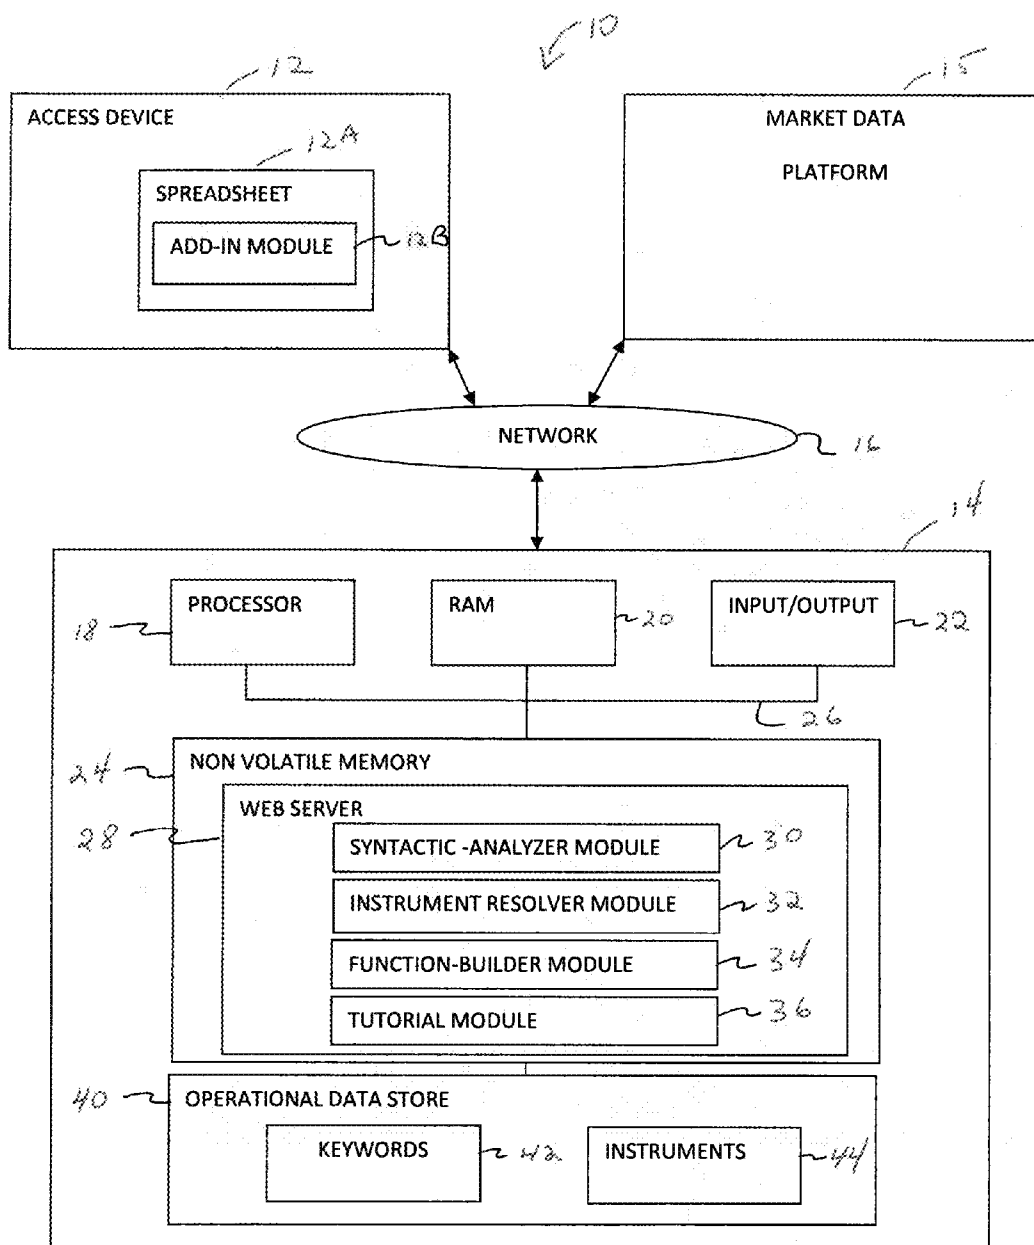 10
12
15
ACCESS DEVICE
MARKET DATA
PLATFORM
12A
SPREADSHEET
ADD-IN MODULE
12B
NETWORK
16
14
PROCESSOR
RAM
INPUT/OUTPUT
18
20
22
26
24
NON VOLATILE MEMORY
28
WEB SERVER
SYNTACTIC -ANALYZER MODULE
30
INSTRUMENT RESOLVER MODULE
32
FUNCTION-BUILDER MODULE
34
TUTORIAL MODULE
36
40
OPERATIONAL DATA STORE
KEYWORDS
42
INSTRUMENTS
44